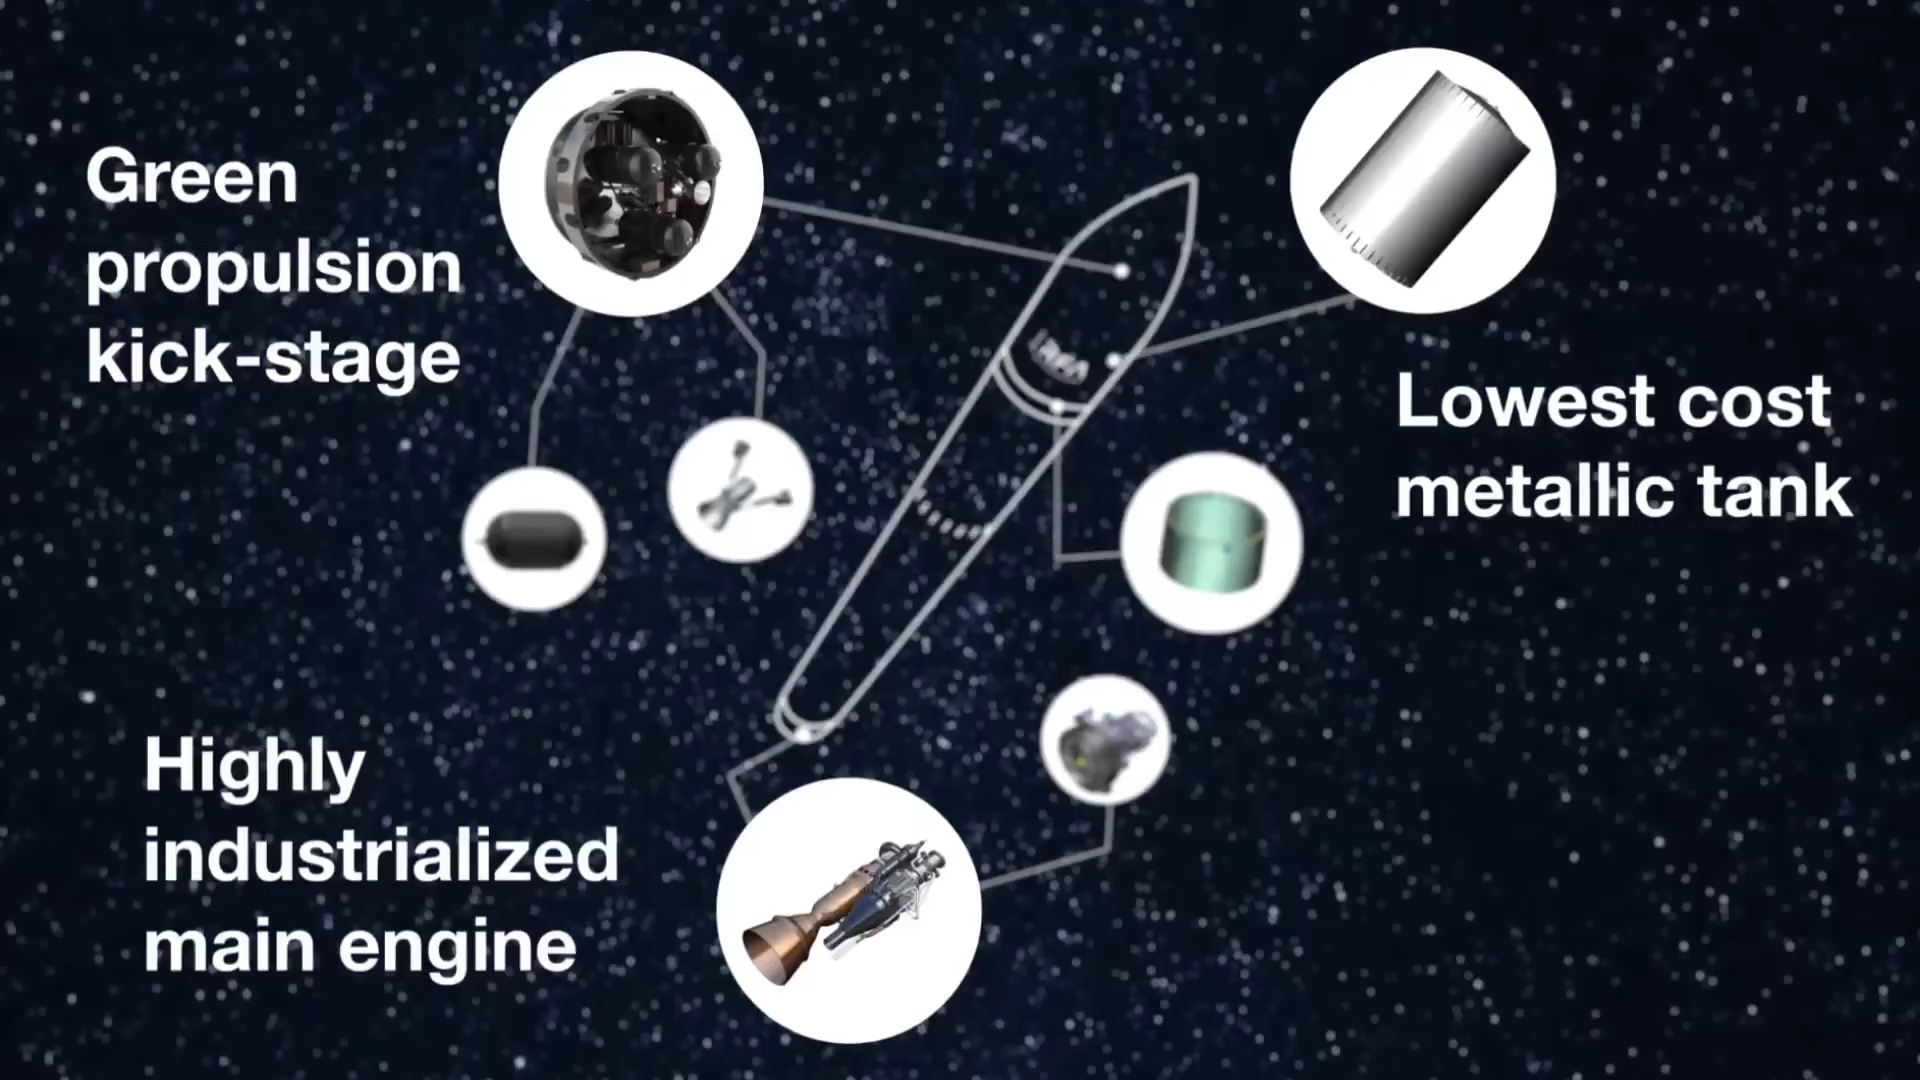 Green
propulsion
kick-stage
Lowest cost
metallic tank
Highly
industrialized
main engine